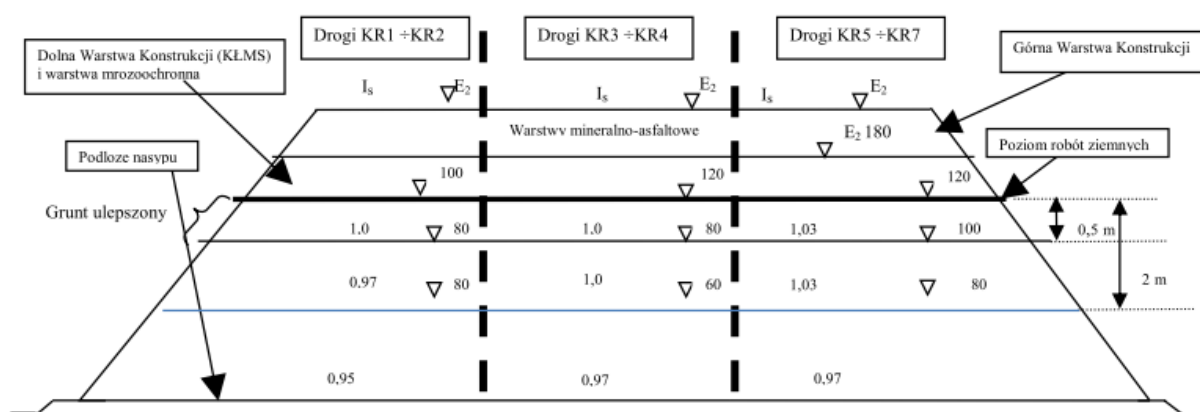 Drogi KR1 ÷KR2
Drogi KR3 ÷KR4
Drogi KR5 ÷KR7
Dolna Warstwa Konstrukcji (KŁMS)
i warstwa mrozoochronna
Górna Warstwa Konstrukcji
Is E2 Is E2 Is E2
Warstwy mineralno-asfaltowe
E2 180
Podloze nasypu
Poziom robót ziemnych
100 120 120
Grunt ulepszony
1.0 80 1.0 80 1,03 100 0,5 m
0.97 80 1,0 60 1,03 80 2 m
0,95 0,97 0,97